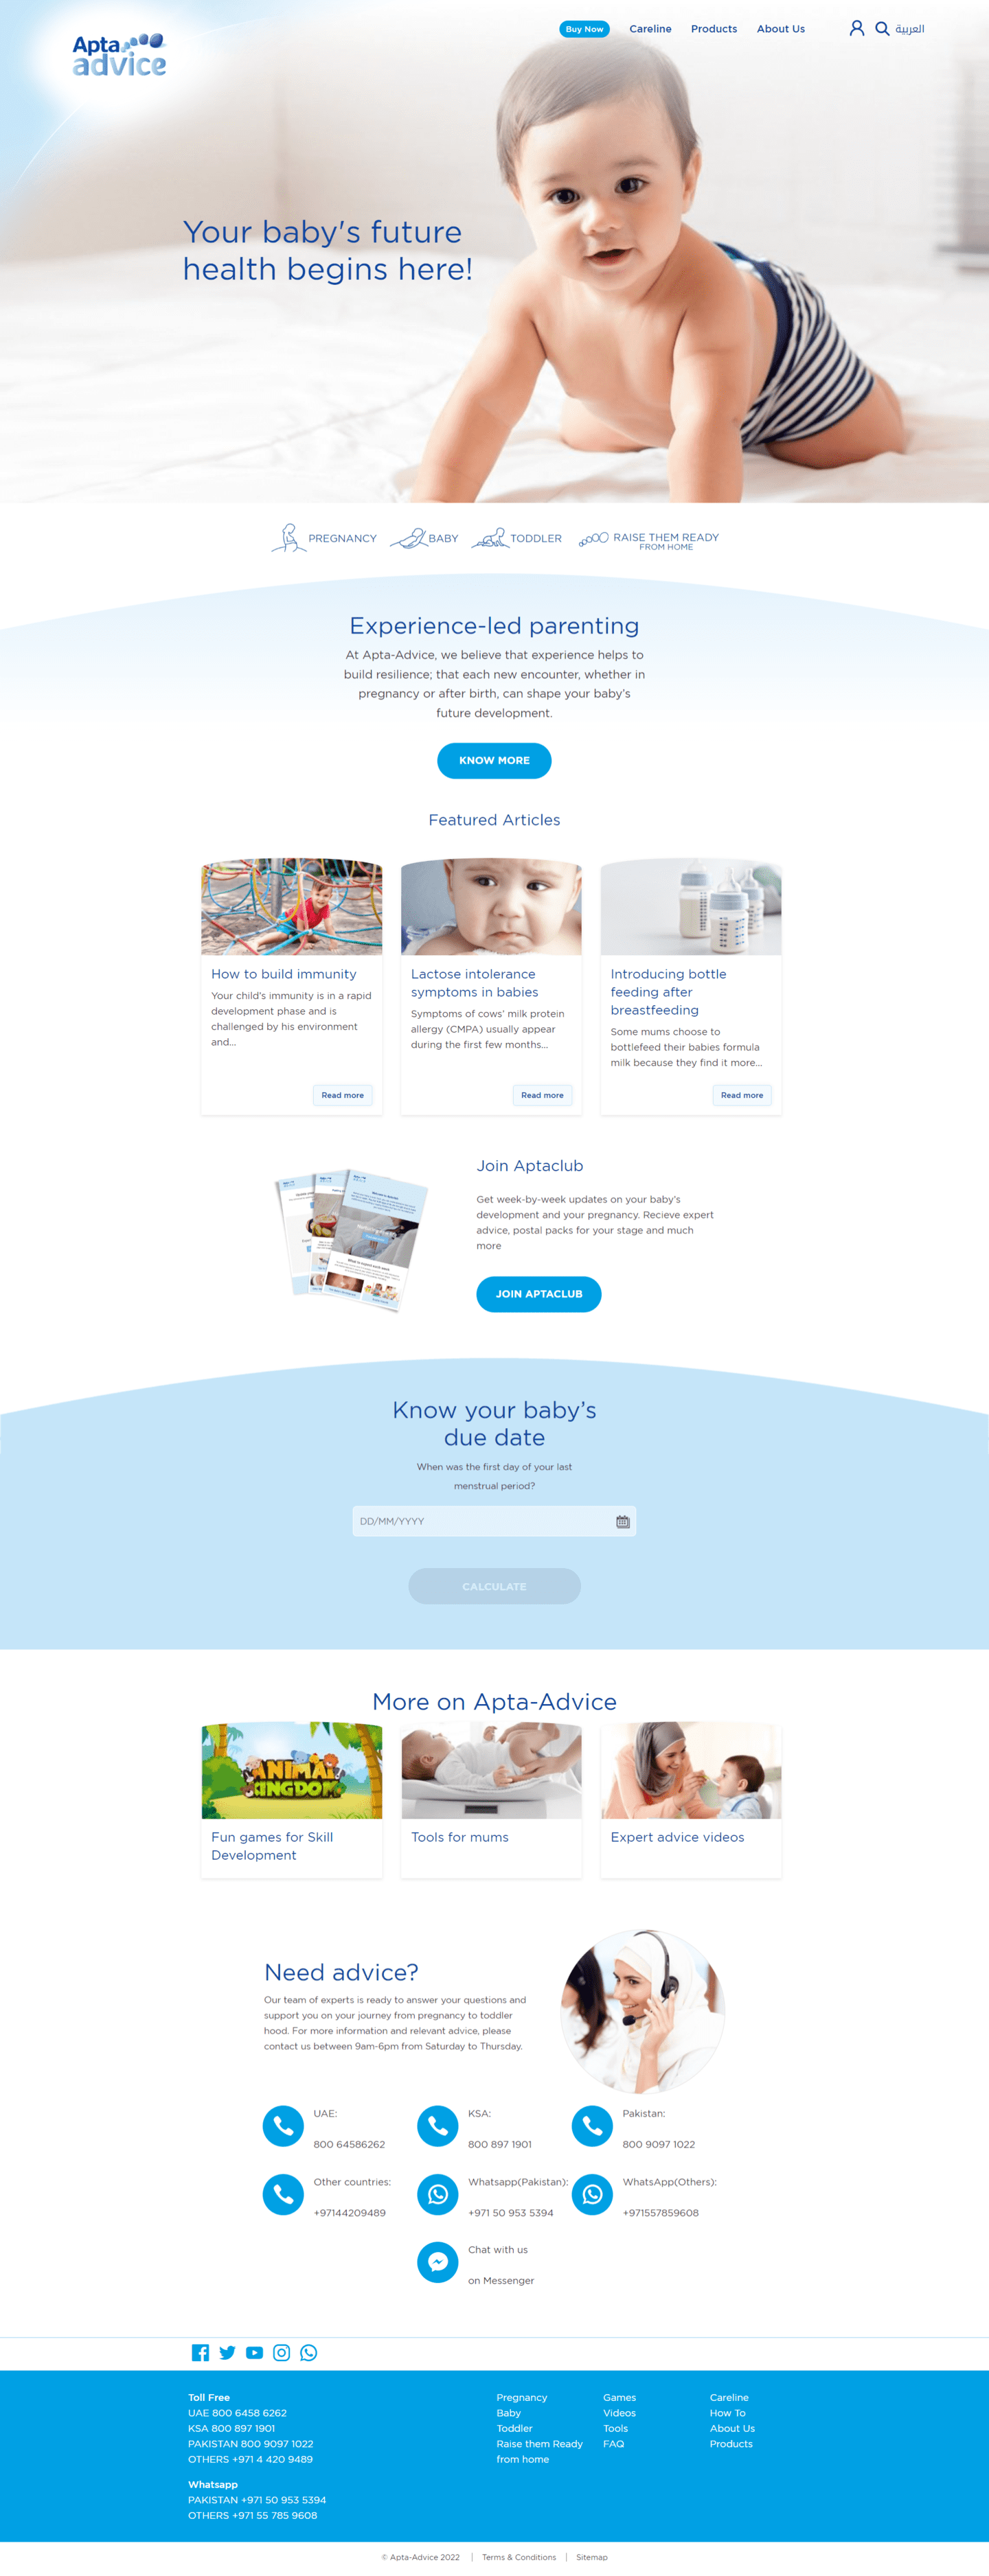 Apta
advice
Buy Now
Careline
Products
About Us
العربية
Your baby's future
health begins here!
PREGNANCY
BABY
TODDLER
RAISE THEM READY
FROM HOME
Experience-led parenting
At Apta-Advice, we believe that experience helps to
build resilience; that each new encounter, whether in
pregnancy or after birth, can shape your baby's
future development.
KNOW MORE
Featured Articles
How to build immunity
Your child's immunity is in a rapid
development phase and is
challenged by his environment
and...
Read more
Lactose intolerance
symptoms in babies
Symptoms of cows' milk protein
allergy (CMPA) usually appear
during the first few months...
Read more
Introducing bottle
feeding after
breastfeeding
Some mums choose to
bottlefeed their babies formula
milk because they find it more...
Read more
Join Aptaclub
Get week-by-week updates on your baby's
development and your pregnancy. Recieve expert
advice, postal packs for your stage and much
more
JOIN APTACLUB
Know your baby’s
due date
When was the first day of your last
menstrual period?
DD/MM/YYYY
CALCULATE
More on Apta-Advice
ANIMAL
KINGDOM
Fun games for Skill
Development
Tools for mums
Expert advice videos
Need advice?
Our team of experts is ready to answer your questions and
support you on your journey from pregnancy to toddler
hood. For more information and relevant advice, please
contact us between 9am-6pm from Saturday to Thursday.
UAE:
800 64586262
KSA:
800 897 1901
Pakistan:
800 9097 1022
Other countries:
+97144209489
Whatsapp(Pakistan):
+971 50 953 5394
WhatsApp(Others):
+971557859608
Chat with us
on Messenger
Toll Free
UAE 800 6458 6262
KSA 800 897 1901
PAKISTAN 800 9097 1022
OTHERS +971 4 420 9489
Whatsapp
PAKISTAN +971 50 953 5394
OTHERS +971 55 785 9608
Pregnancy
Baby
Toddler
Raise them Ready
from home
Games
Videos
Tools
FAQ
Careline
How To
About Us
Products
© Apta-Advice 2022 | Terms & Conditions | Sitemap